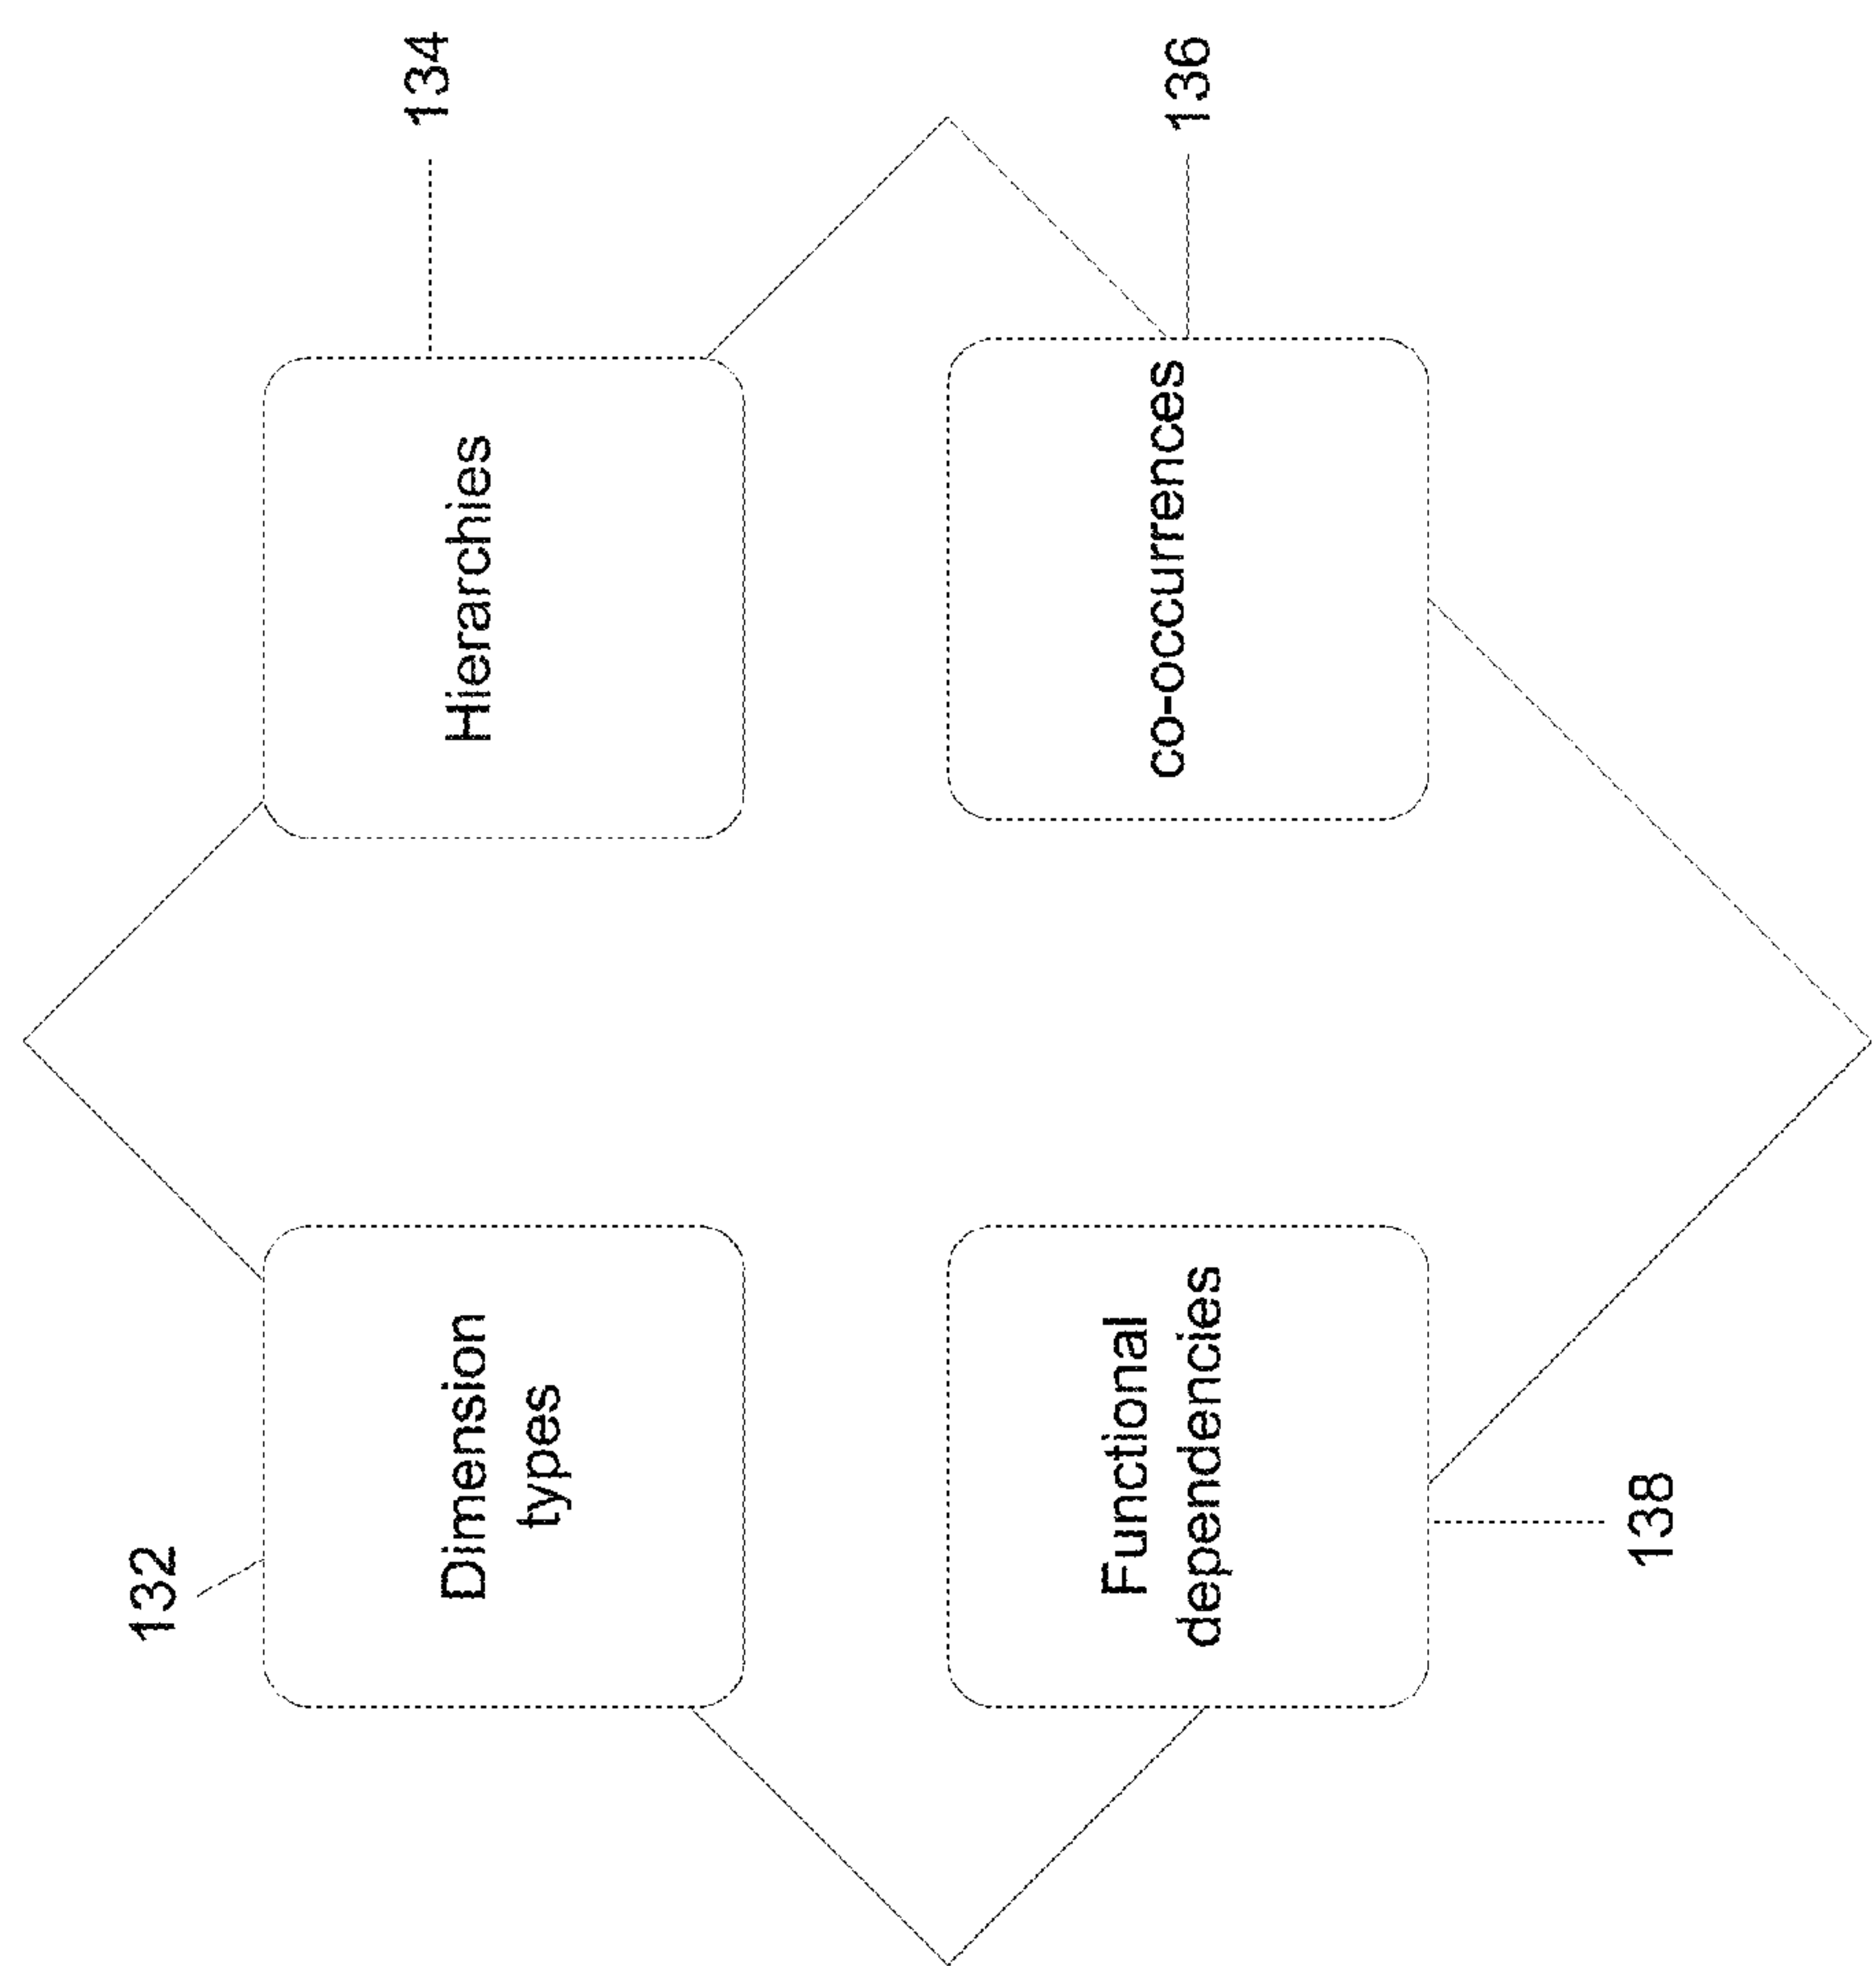 132
Dimension
types
Hierarchies
134
Functional
dependencies
co-occurrences
136
138